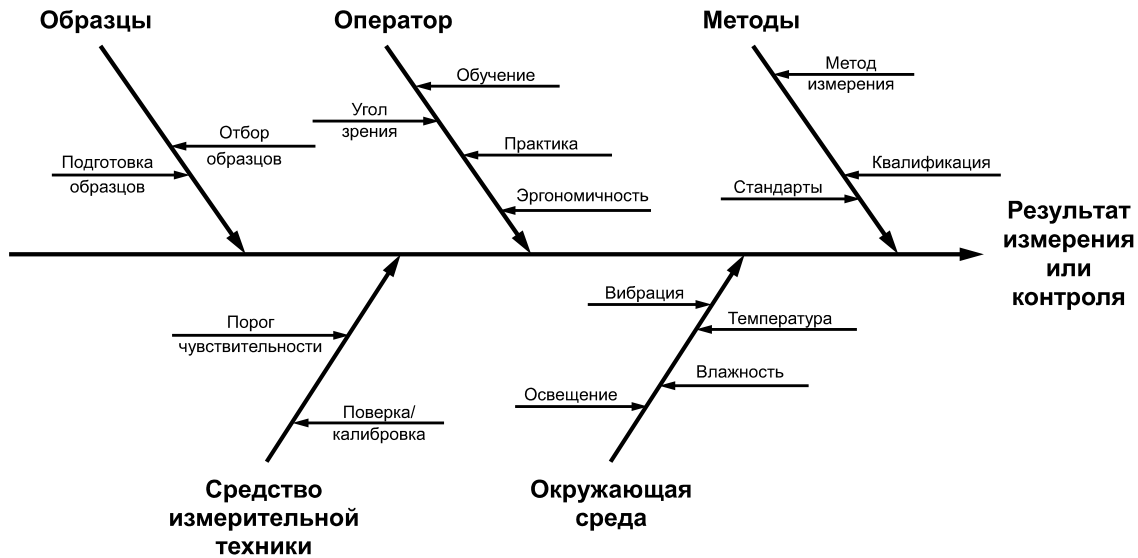 Образцы
Оператор
Методы
Обучение
Метод
измерения
Угол
зрения
Отбор
образцов
Практика
Подготовка
образцов
Квалификация
Стандарты
Эргономичность
Результат
измерения
или
контроля
Вибрация
Порог
чувствительности
Температура
Влажность
Освещение
Поверка/
калибровка
Средство
измерительной
техники
Окружающая
среда